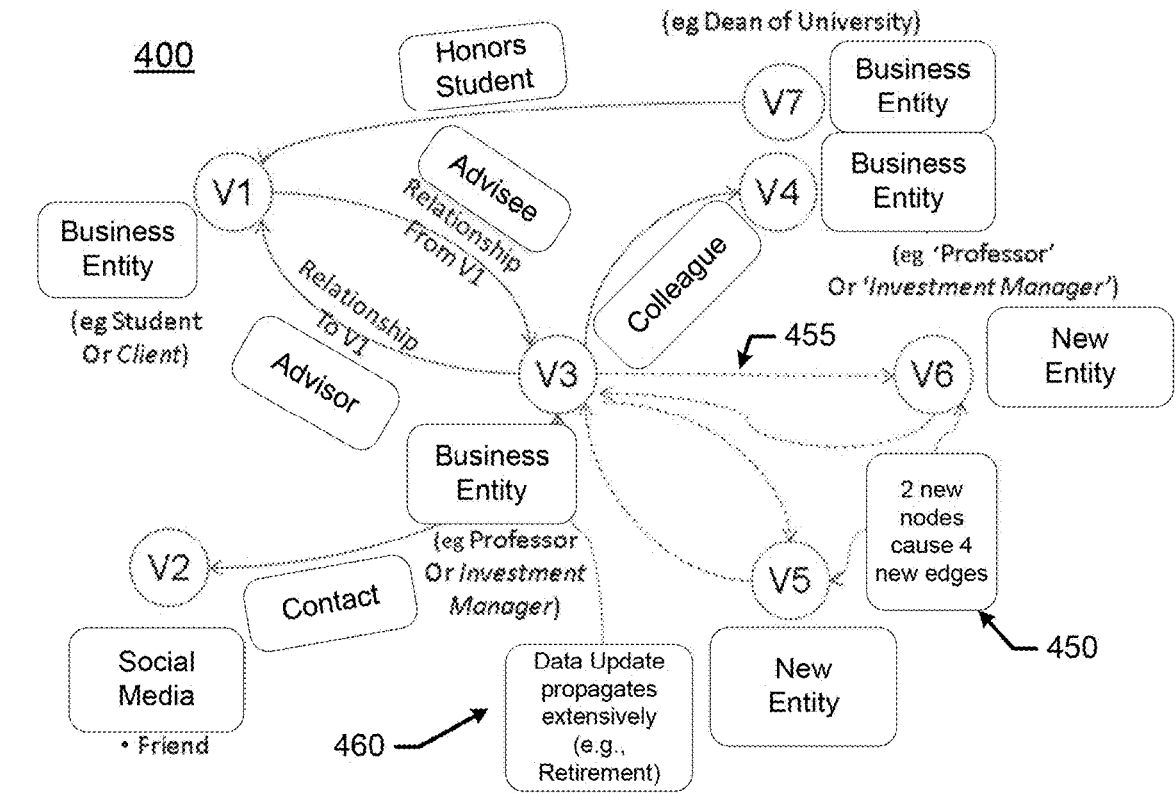 400
(eg Dean of University)
Honors
Student
V7
Business
Entity
Advisee
Relationship
From V1
V1
V4
Business
Entity
Business
Entity
Colleague
(eg 'Professor'
Or 'Investment Manager')
(eg Student
Or Client)
Relationship
To V1
Advisor
V3
455
V6
New
Entity
Business
Entity
(eg Professor
Or Investment
Manager)
2 new
nodes
cause 4
new edges
V2
Contact
V5
450
Social
Media
• Friend
Data Update
propagates
extensively
(e.g.,
Retirement)
460
New
Entity